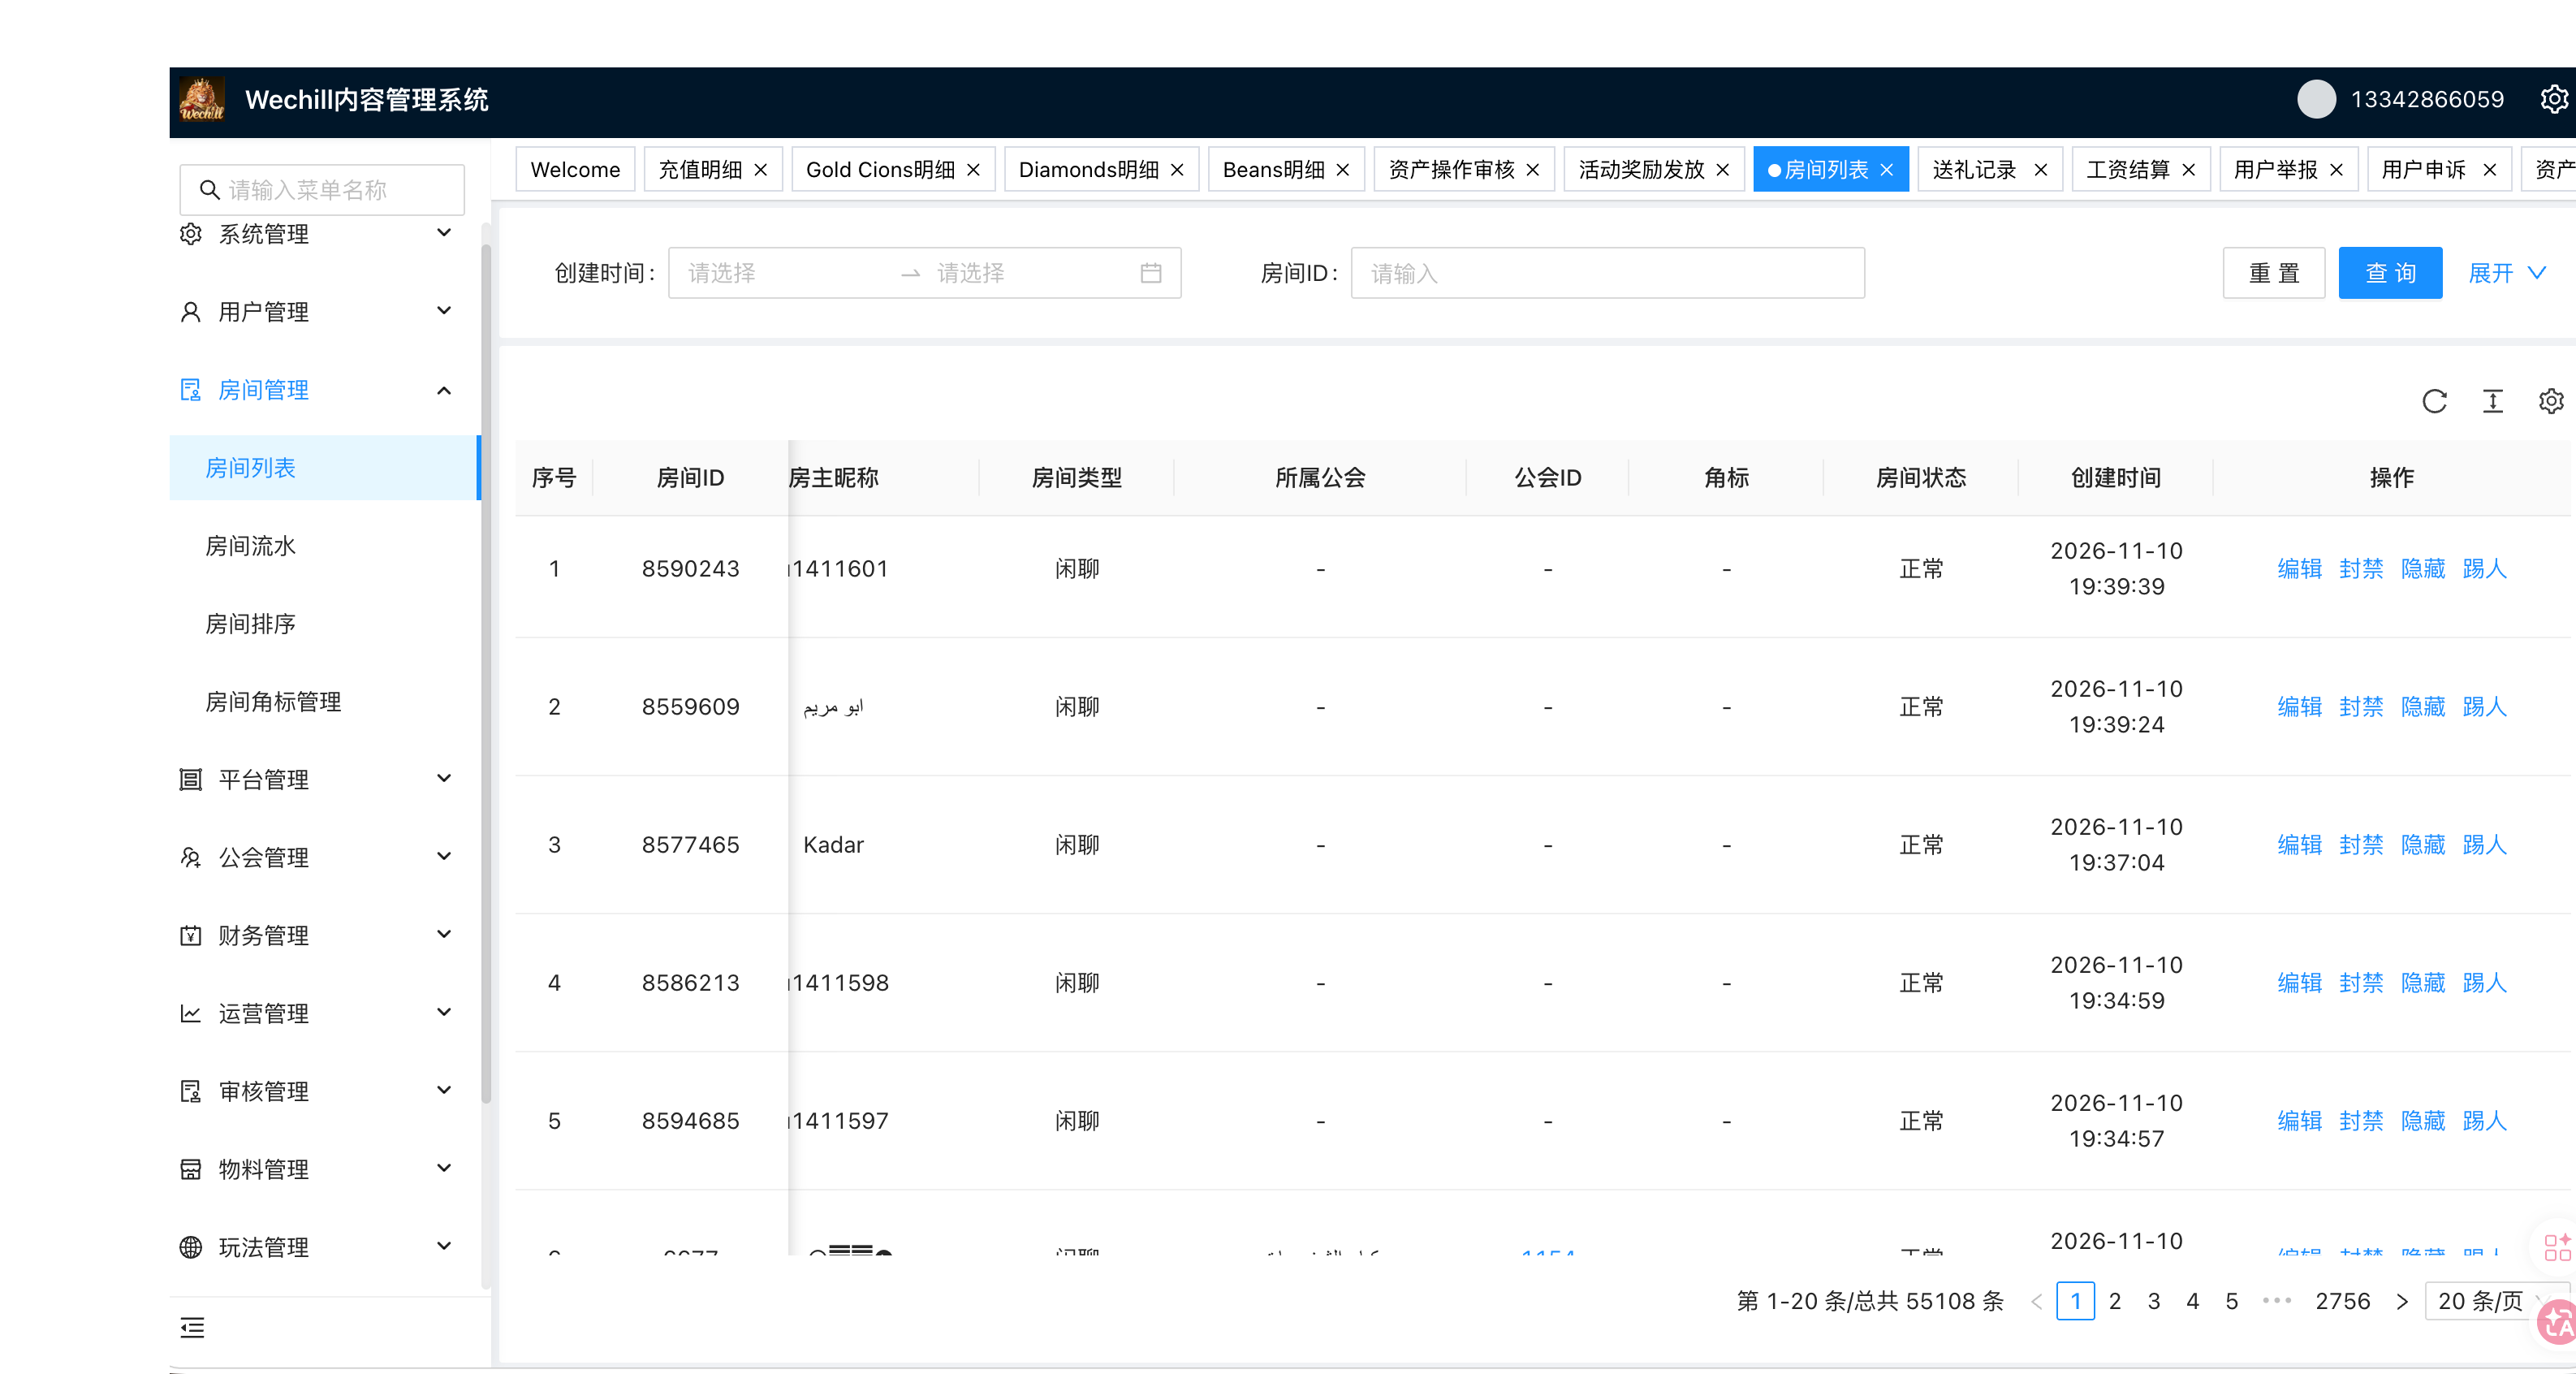 Wechill
Wechill内容管理系统
13342866059
Welcome
充值明细
Gold Cions明细
Diamonds明细
Beans明细
资产操作审核
活动奖励发放
房间列表
送礼记录
工资结算
用户举报
用户申诉
资产
请输入菜单名称
系统管理
用户管理
房间管理
房间列表
房间流水
房间排序
房间角标管理
平台管理
公会管理
财务管理
运营管理
审核管理
物料管理
玩法管理
创建时间: 请选择 请选择
房间ID: 请输入
重置 查询 展开
序号 房间ID 房主昵称 房间类型 所属公会 公会ID 角标 房间状态 创建时间 操作
1 8590243 1411601 闲聊 - - - 正常 2026-11-10 19:39:39 编辑 封禁 隐藏 踢人
2 8559609 ابو مريم 闲聊 - - - 正常 2026-11-10 19:39:24 编辑 封禁 隐藏 踢人
3 8577465 Kadar 闲聊 - - - 正常 2026-11-10 19:37:04 编辑 封禁 隐藏 踢人
4 8586213 1411598 闲聊 - - - 正常 2026-11-10 19:34:59 编辑 封禁 隐藏 踢人
5 8594685 1411597 闲聊 - - - 正常 2026-11-10 19:34:57 编辑 封禁 隐藏 踢人
闲聊 1154 正常 2026-11-10 编辑 封禁 隐藏 踢人
第 1-20 条/总共 55108 条 < 1 2 3 4 5 ••• 2756 > 20 条/页